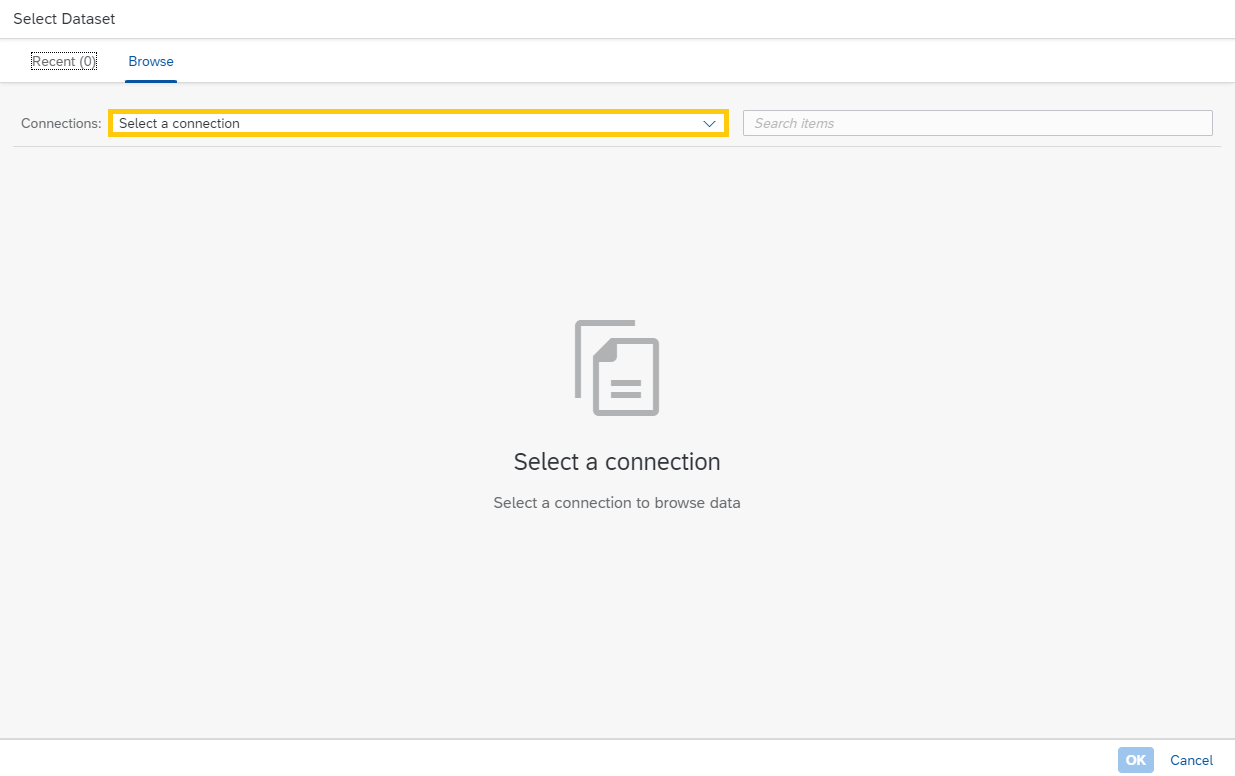 Select Dataset
Recent (0) Browse
Connections: Select a connection Search items
Select a connection
Select a connection to browse data
OK Cancel